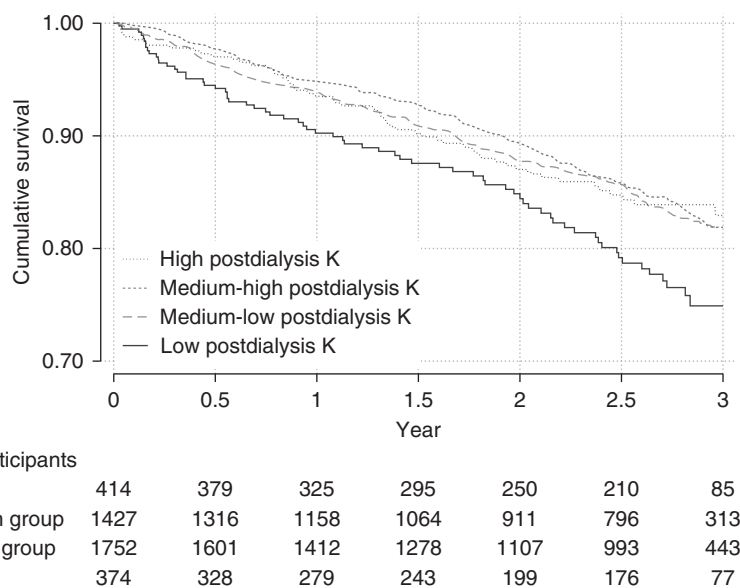 1.00
0.90
0.80
0.70
Cumulative survival
High postdialysis K
Medium-high postdialysis K
Medium-low postdialysis K
Low postdialysis K
0 0.5 1 1.5 2 2.5 3
Year
ticipants
414 379 325 295 250 210 85
group 1427 1316 1158 1064 911 796 313
group 1752 1601 1412 1278 1107 993 443
374 328 279 243 199 176 77